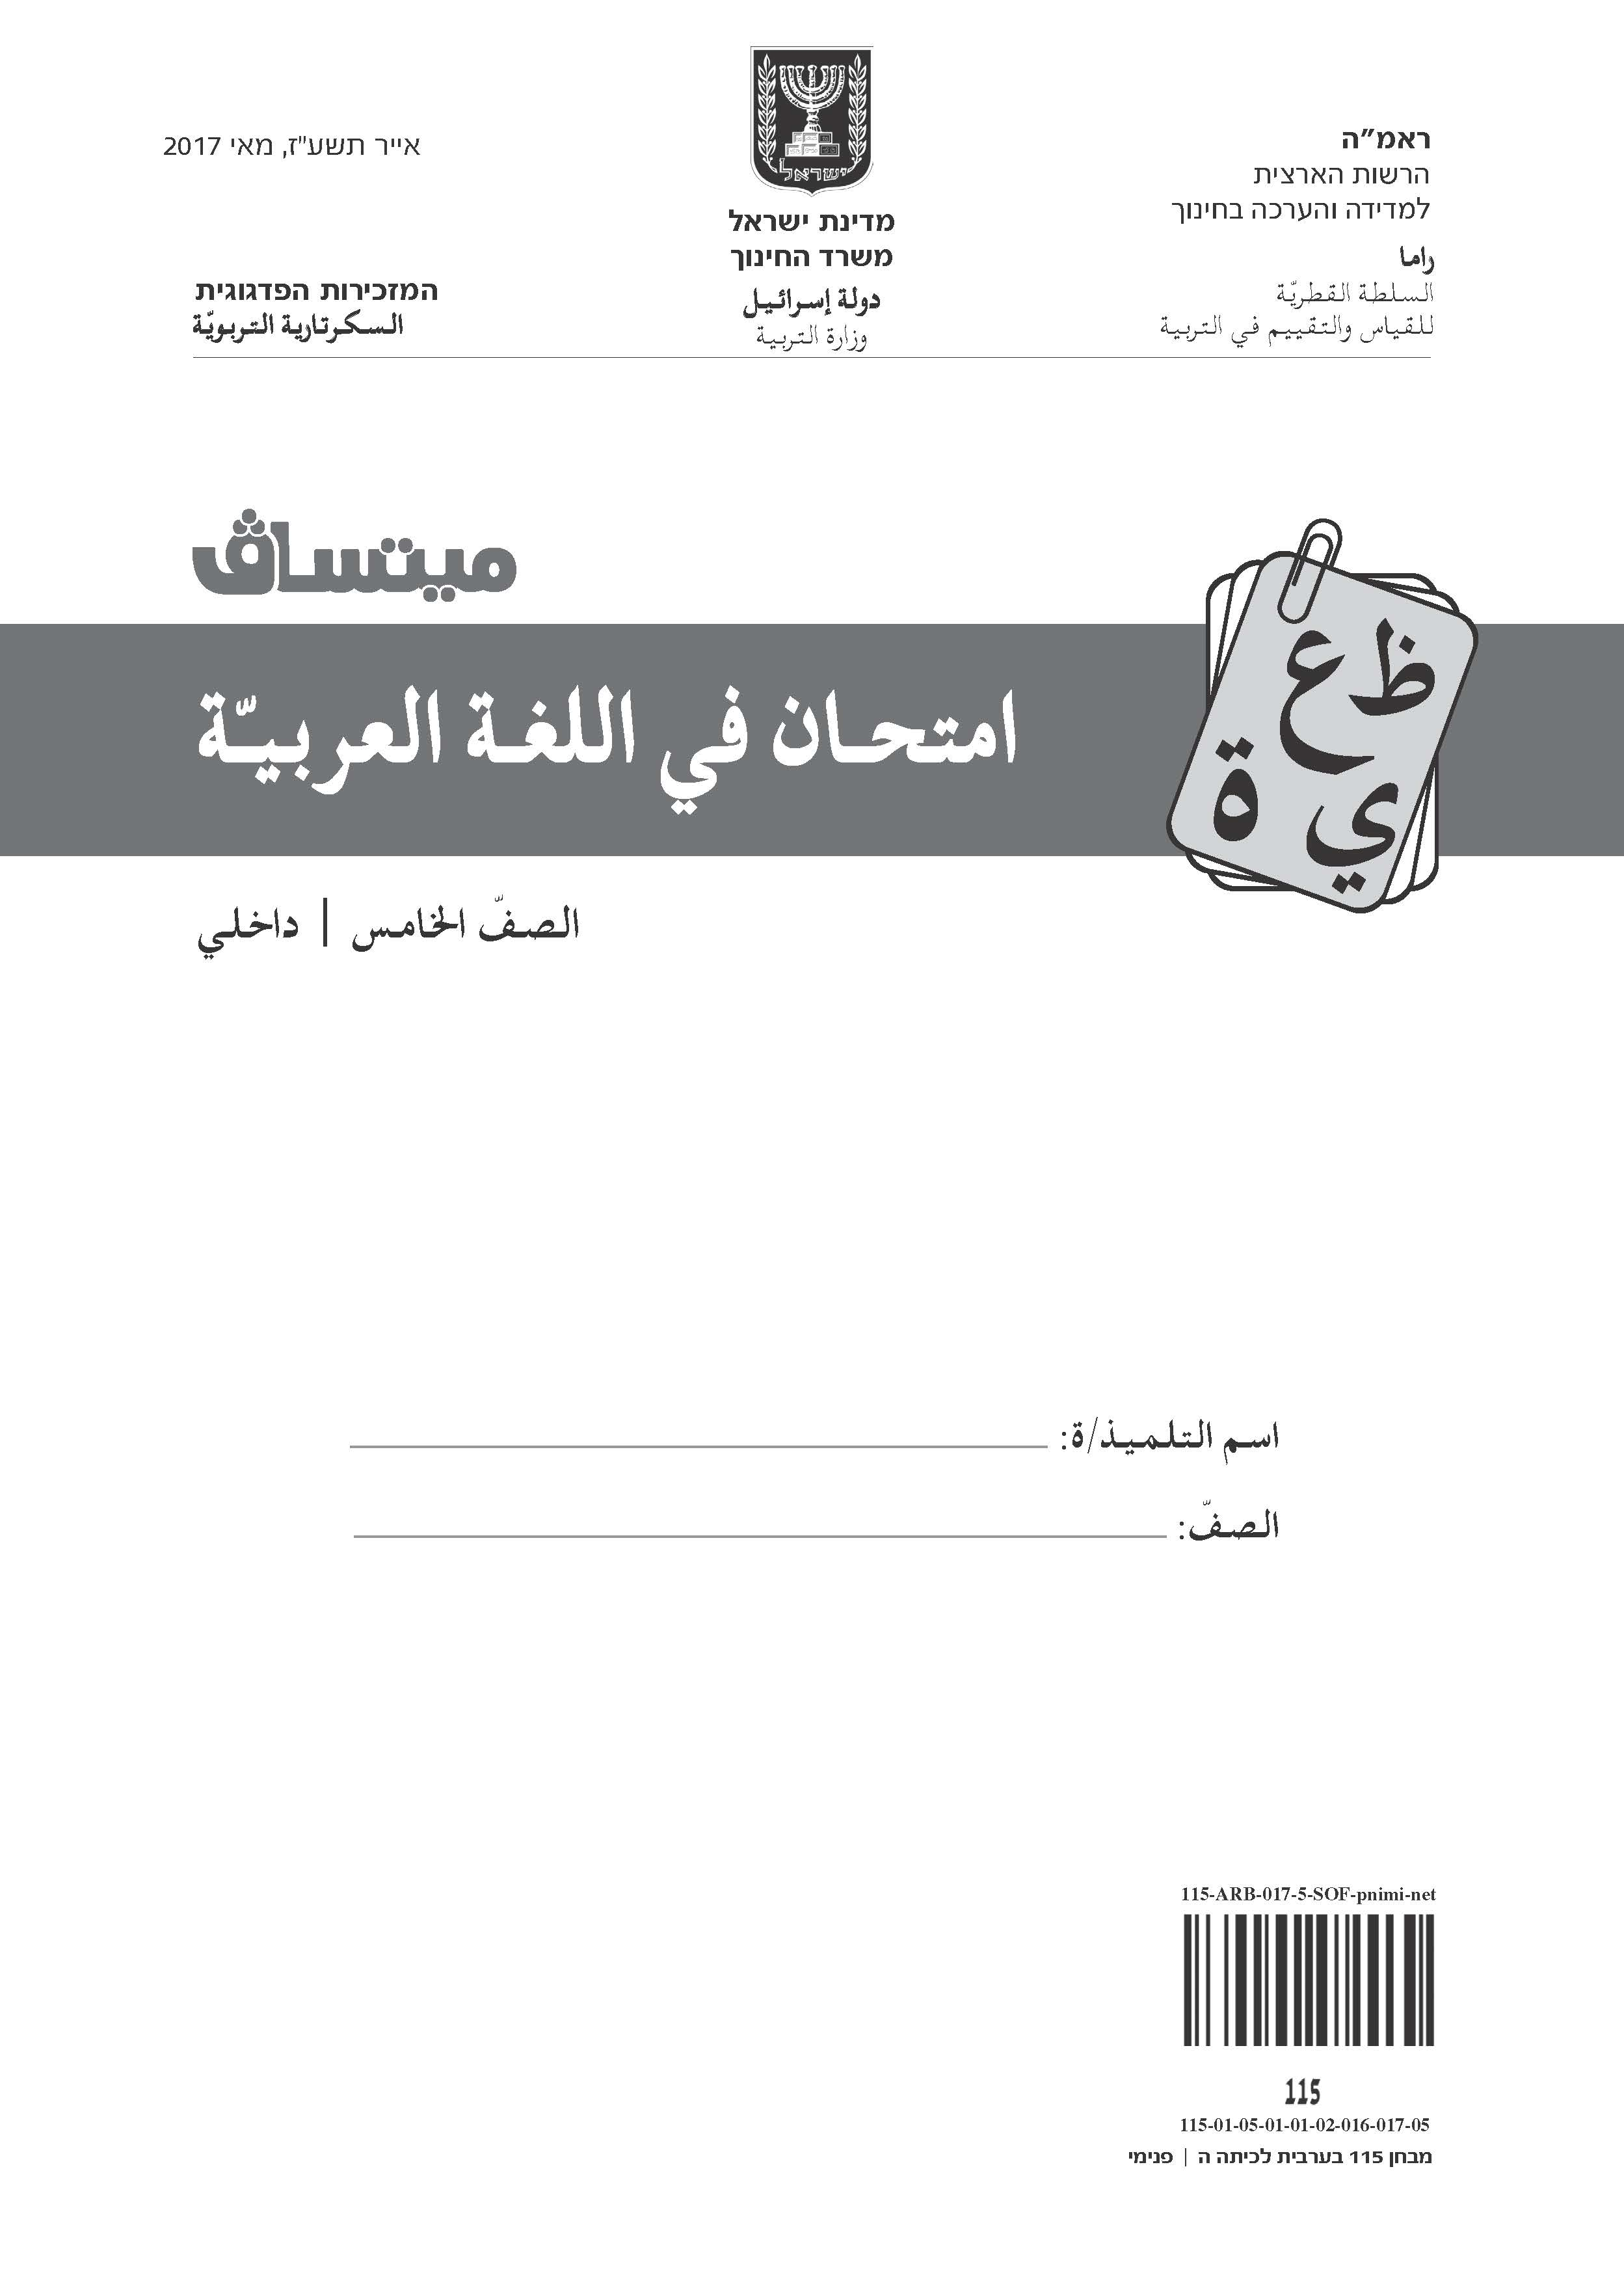 ראמ"ה
הרשות הארצית
למדידה והערכה בחינוך
راما
السلطة القطريّة
للقياس والتقييم في التربية
ישראל
מדינת ישראל
משרד החינוך
دولة إسرائيل
وزارة التربية
אייר תשע"ז, מאי 2017
המזכירות הפדגוגית
السكرتارية التربويّة
ميتساڤ
ظ ع
ي ة
امتحان في اللغة العربيّة
الصفّ الخامس | داخلي
اسم التلميذ/ة:
الصفّ:
115-ARB-017-5-SOF-pnimi-net
115
115-01-05-01-01-02-016-017-05
מבחן 115 בערבית לכיתה ה | פנימי